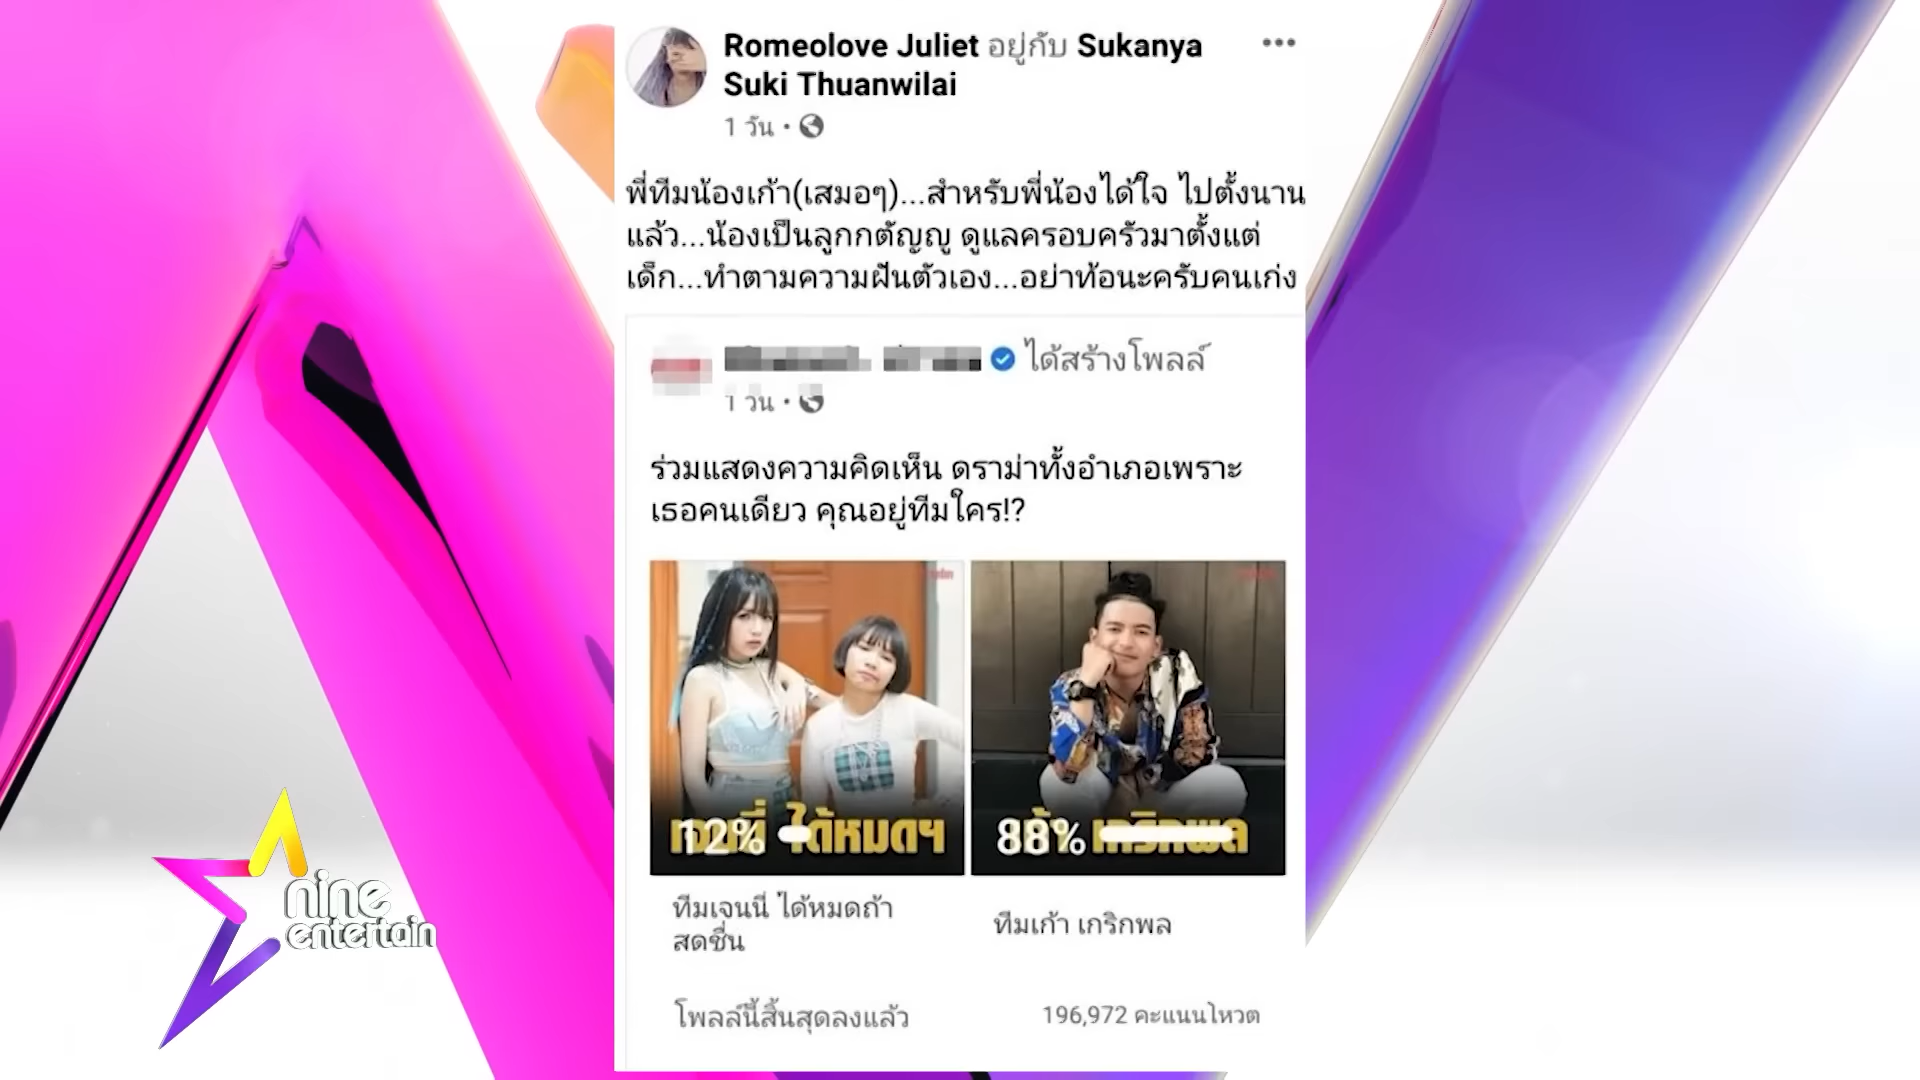 Romeolove Juliet อยู่กับ Sukanya
Suki Thuanwilai
1 วัน
พี่ทีมน้องเก้า(เสมอๆ)...สำหรับพี่น้องได้ใจ ไปตั้งนาน
แล้ว...น้องเป็นลูกกตัญญู ดูแลครอบครัวมาตั้งแต่
เด็ก...ทำตามความฝันตัวเอง...อย่าท้อนะครับคนเก่ง
ได้สร้างโพลล์
1 วัน
ร่วมแสดงความคิดเห็น ดราม่าทั้งอำเภอเพราะ
เธอคนเดียว คุณอยู่ทีมใคร!?
12% ได้หมดฯ
88%
ทีมเจนนี่ ได้หมดถ้า
สดชื่น
ทีมเก้า เกริกพล
โพลล์นี้สิ้นสุดลงแล้ว
196,972 คะแนนโหวต
nine
entertain